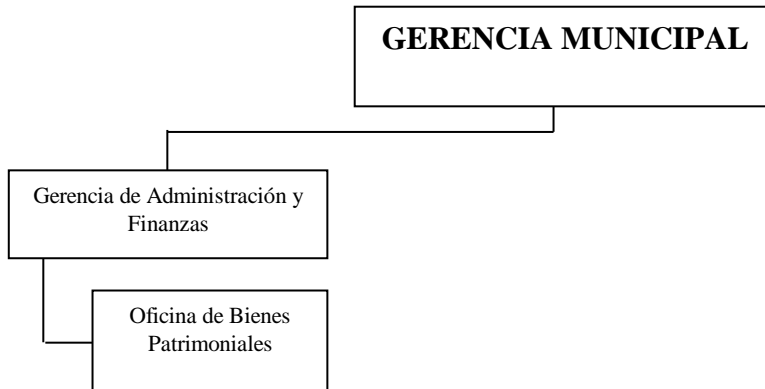 GERENCIA MUNICIPAL
Gerencia de Administración y
Finanzas
Oficina de Bienes
Patrimoniales